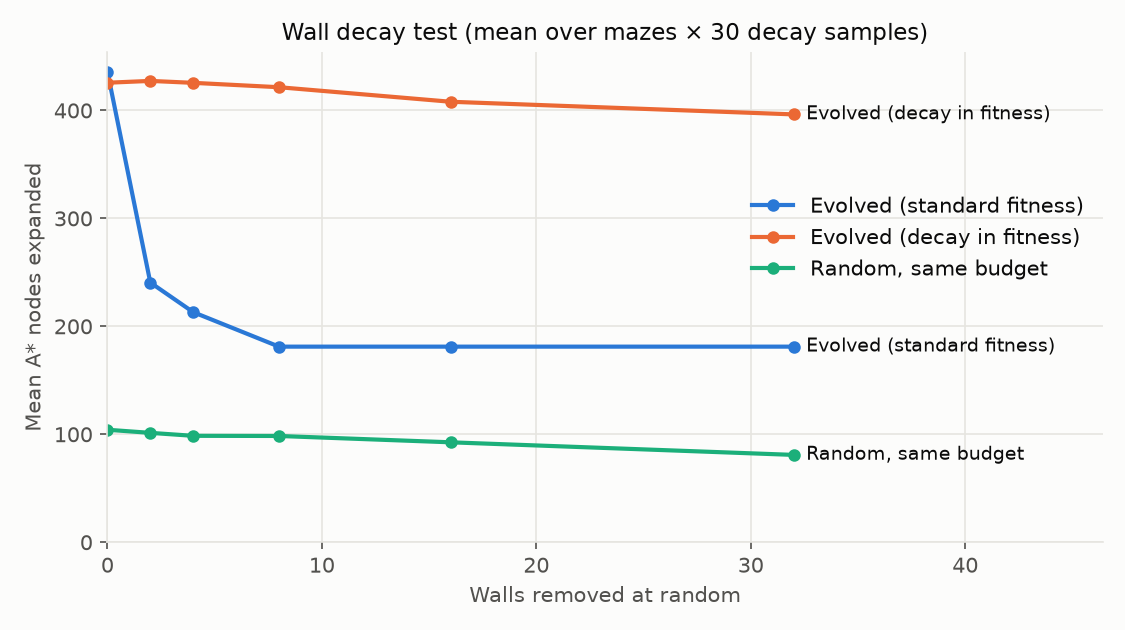 Wall decay test (mean over mazes × 30 decay samples)
Mean A* nodes expanded
400
300
200
100
0
Evolved (decay in fitness)
Evolved (standard fitness)
Evolved (decay in fitness)
Random, same budget
Evolved (standard fitness)
Random, same budget
0
10
20
30
40
Walls removed at random